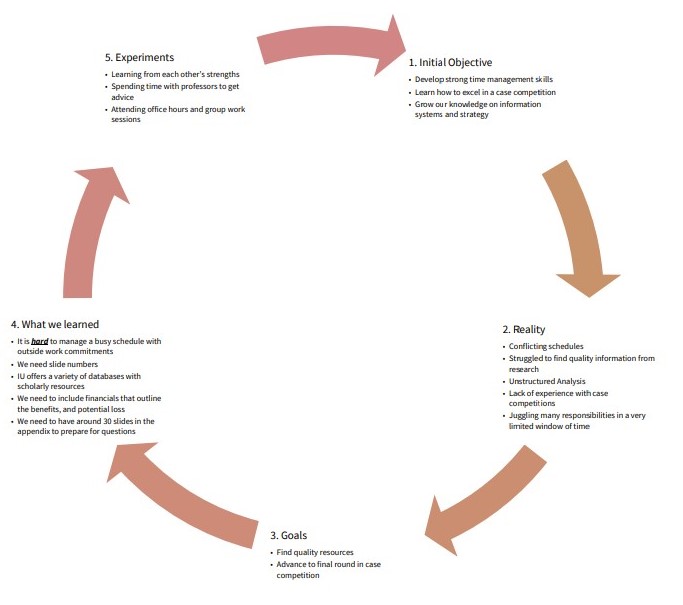 5. Experiments
• Learning from each other's strengths
• Spending time with professors to get
advice
• Attending office hours and group work
sessions
1. Initial Objective
• Develop strong time management skills
• Learn how to excel in a case competition
• Grow our knowledge on information
systems and strategy
2. Reality
• Conflicting schedules
• Struggled to find quality information from
research
• Unstructured Analysis
• Lack of experience with case
competitions
• Juggling many responsibilities in a very
limited window of time
3. Goals
• Find quality resources
• Advance to final round in case
competition
4. What we learned
• It is hard to manage a busy schedule with
outside work commitments
• We need slide numbers
• IU offers a variety of databases with
scholarly resources
• We need to include financials that outline
the benefits, and potential loss
• We need to have around 30 slides in the
appendix to prepare for questions